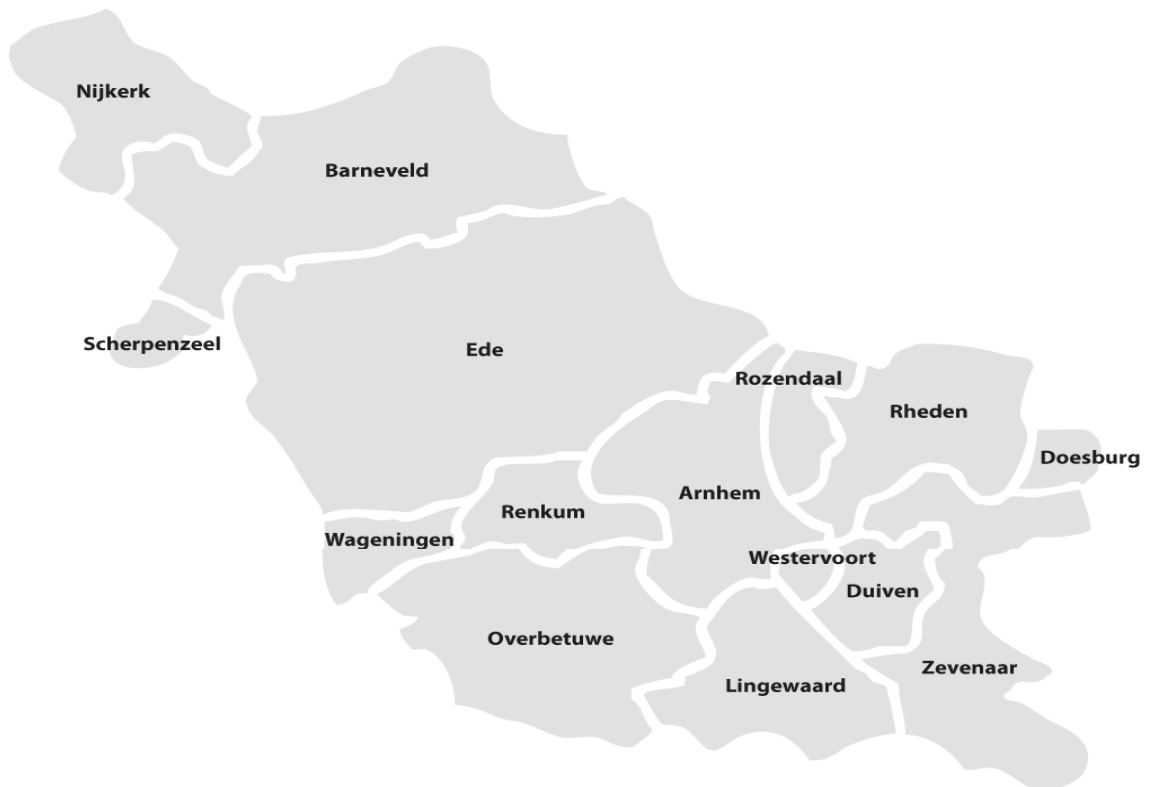 Nijkerk
Barneveld
Scherpenzeel
Ede
Rozendaal
Rheden
Doesburg
Arnhem
Renkum
Wageningen
Westervoort
Duiven
Overbetuwe
Zevenaar
Lingewaard